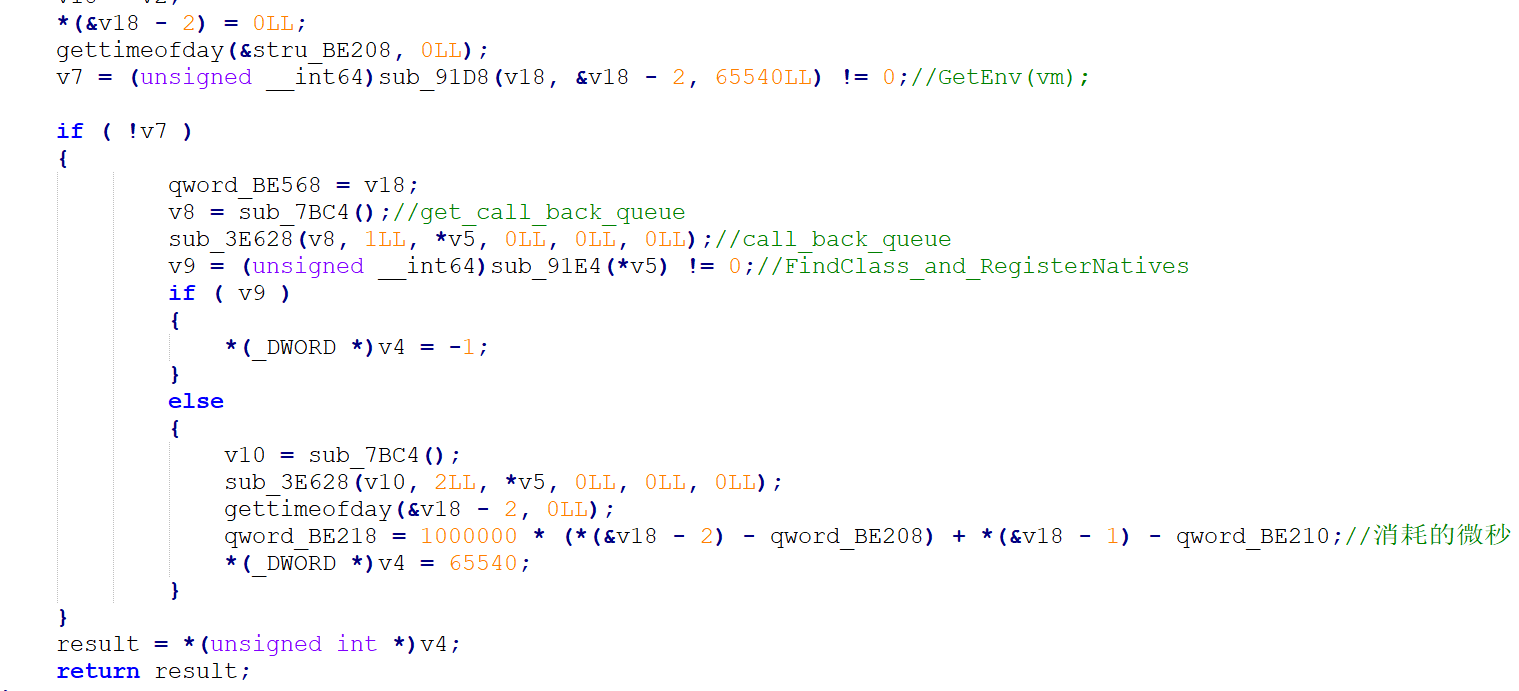 *(&v18 - 2) = 0LL;
gettimeofday(&stru_BE208, 0LL);
v7 = (unsigned __int64)sub_91D8(v18, &v18 - 2, 65540LL) != 0;//GetEnv(vm);
if ( !v7 )
{
qword_BE568 = v18;
v8 = sub_7BC4();//get_call_back_queue
sub_3E628(v8, 1LL, *v5, 0LL, 0LL, 0LL);//call_back_queue
v9 = (unsigned __int64)sub_91E4(*v5) != 0;//FindClass_and_RegisterNatives
if ( v9 )
{
*(_DWORD *)v4 = -1;
}
else
{
v10 = sub_7BC4();
sub_3E628(v10, 2LL, *v5, 0LL, 0LL, 0LL);
gettimeofday(&v18 - 2, 0LL);
qword_BE218 = 1000000 * (*(&v18 - 2) - qword_BE208) + *(&v18 - 1) - qword_BE210;//消耗的微秒
*(_DWORD *)v4 = 65540;
}
}
result = *(unsigned int *)v4;
return result;